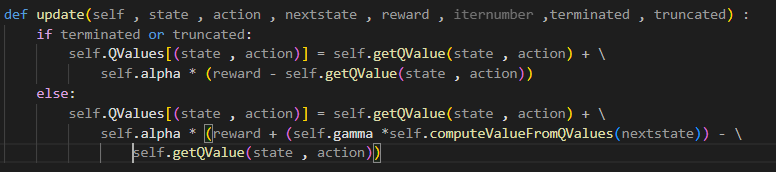 def update(self , state , action , nextstate , reward , iternumber ,terminated , truncated) :
    if terminated or truncated:
        self.QValues[(state , action)] = self.getQValue(state , action) + \
            self.alpha * (reward - self.getQValue(state , action))
    else:
        self.QValues[(state , action)] = self.getQValue(state , action) + \
            self.alpha * (reward + (self.gamma *self.computeValueFromQValues(nextstate)) - \
                self.getQValue(state , action))